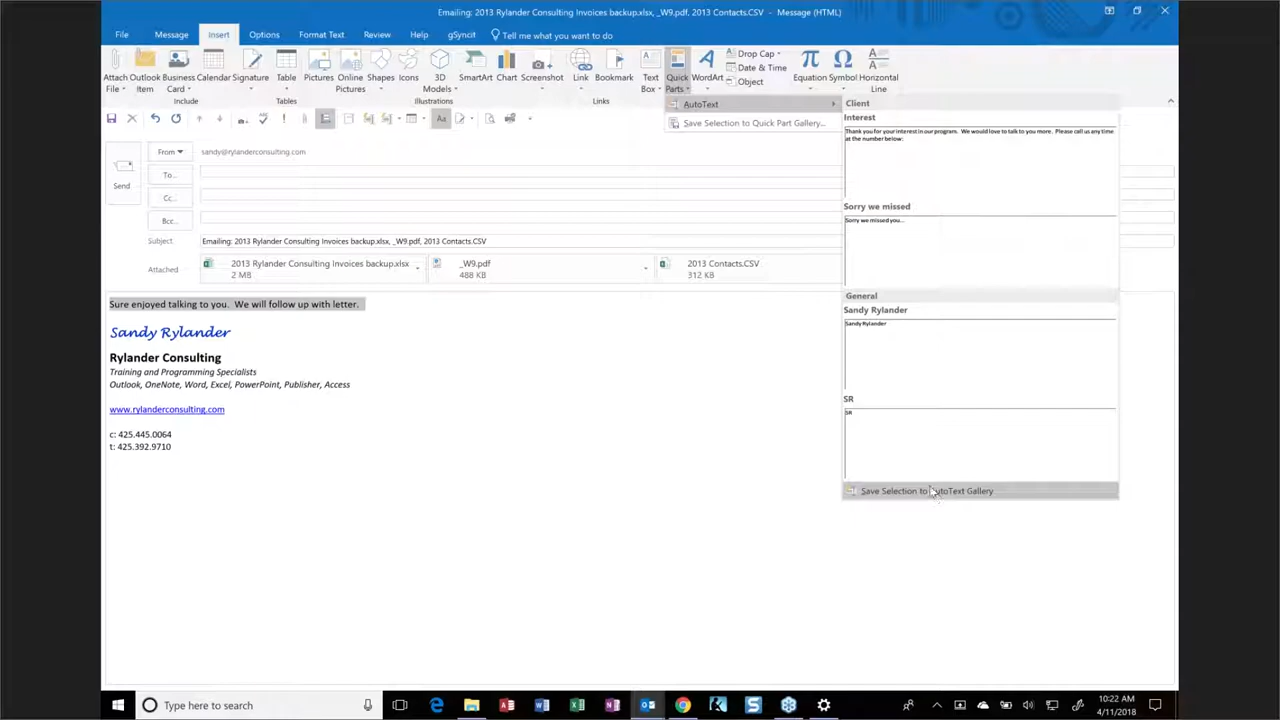 Emailing: 2013 Rylander Consulting Invoices backup.xlsx, _W9.pdf, 2013 Contacts.CSV - Message (HTML)
File Message Insert Options Format Text Review Help gSyncit Tell me what you want to do
Attach File Outlook Item Business Card Calendar Signature Table Pictures Online Pictures Shapes Icons 3D Models SmartArt Chart Screenshot Link Bookmark Text Box Quick Parts WordArt Drop Cap Date & Time Object Equation Symbol Horizontal Line
Include Tables Illustrations Links
AutoText
Save Selection to Quick Part Gallery...
Client
Interest
Thank you for your interest in our program. We would love to talk to you more. Please call us any time
at the number below:
Sorry we missed
Sorry we missed you...
General
Sandy Rylander
Sandy Rylander
SR
SR
Save Selection to AutoText Gallery
Send
From sandy@rylanderconsulting.com
To...
Cc...
Bcc...
Subject Emailing: 2013 Rylander Consulting Invoices backup.xlsx, _W9.pdf, 2013 Contacts.CSV
Attached 2013 Rylander Consulting Invoices backup.xlsx _W9.pdf 2013 Contacts.CSV
2 MB 488 KB 312 KB
Sure enjoyed talking to you. We will follow up with letter.
Sandy Rylander
Rylander Consulting
Training and Programming Specialists
Outlook, OneNote, Word, Excel, PowerPoint, Publisher, Access
www.rylanderconsulting.com
c: 425.445.0064
t: 425.392.9710
Type here to search
10:22 AM
4/11/2018